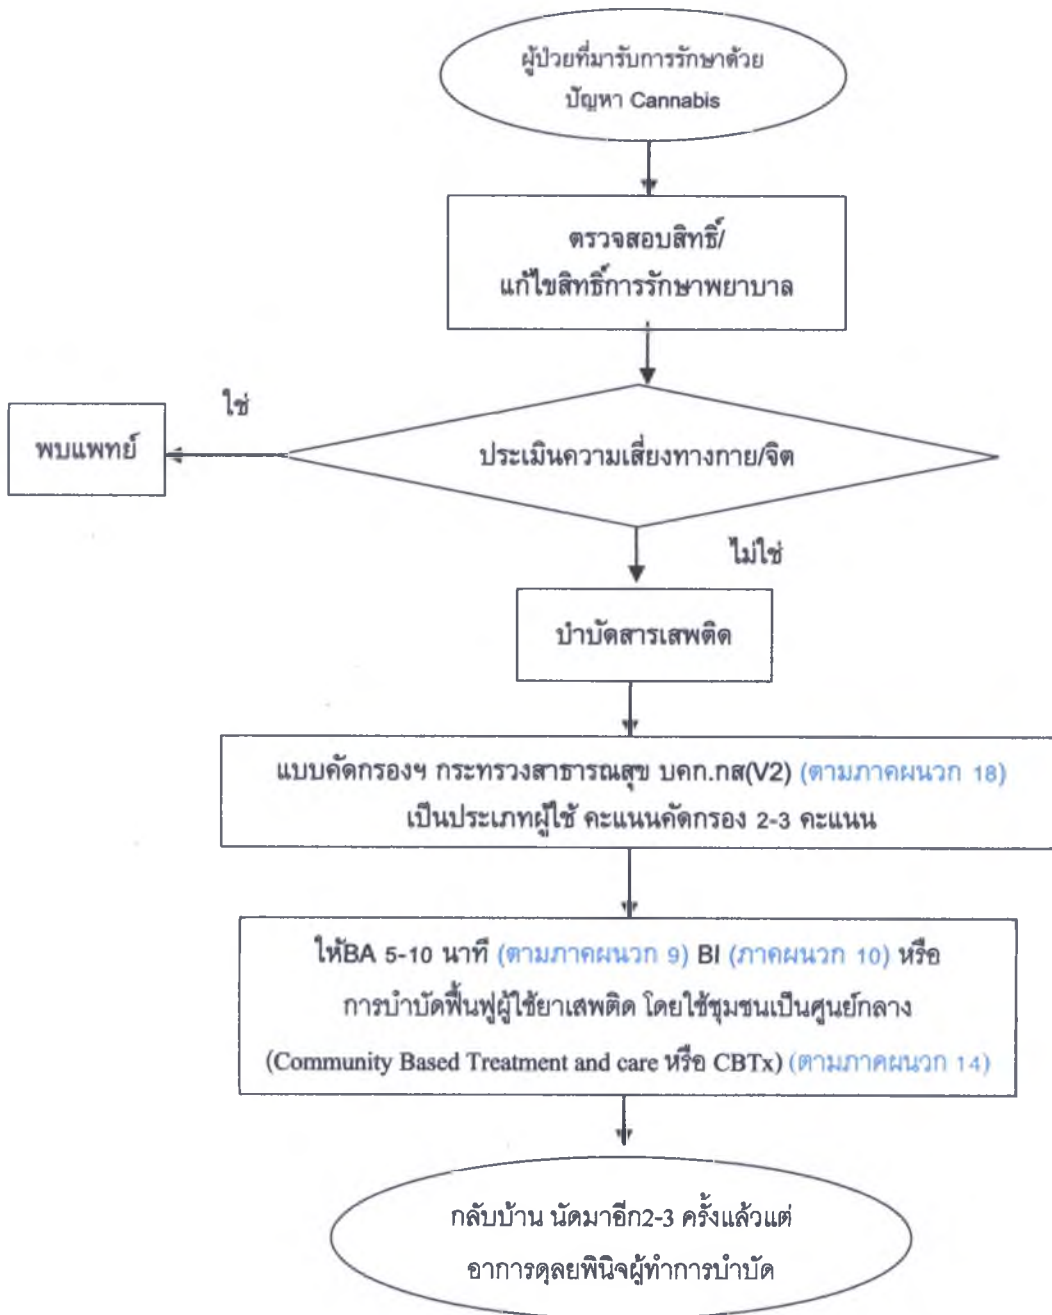 ผู้ป่วยที่มารับการรักษาด้วย
ปัญหา Cannabis
ตรวจสอบสิทธิ์/
แก้ไขสิทธิ์การรักษาพยาบาล
ใช่
พบแพทย์
ประเมินความเสี่ยงทางกาย/จิต
ไม่ใช่
บำบัดสารเสพติด
แบบคัดกรองฯ กระทรวงสาธารณสุข บคก.กส(V2) (ตามภาคผนวก 18)
เป็นประเภทผู้ใช้ คะแนนคัดกรอง 2-3 คะแนน
ให้BA 5-10 นาที (ตามภาคผนวก 9) BI (ภาคผนวก 10) หรือ
การบำบัดฟื้นฟูผู้ใช้ยาเสพติด โดยใช้ชุมชนเป็นศูนย์กลาง
(Community Based Treatment and care หรือ CBTx) (ตามภาคผนวก 14)
กลับบ้าน นัดมาอีก2-3 ครั้งแล้วแต่
อาการดุลยพินิจผู้ทำการบำบัด